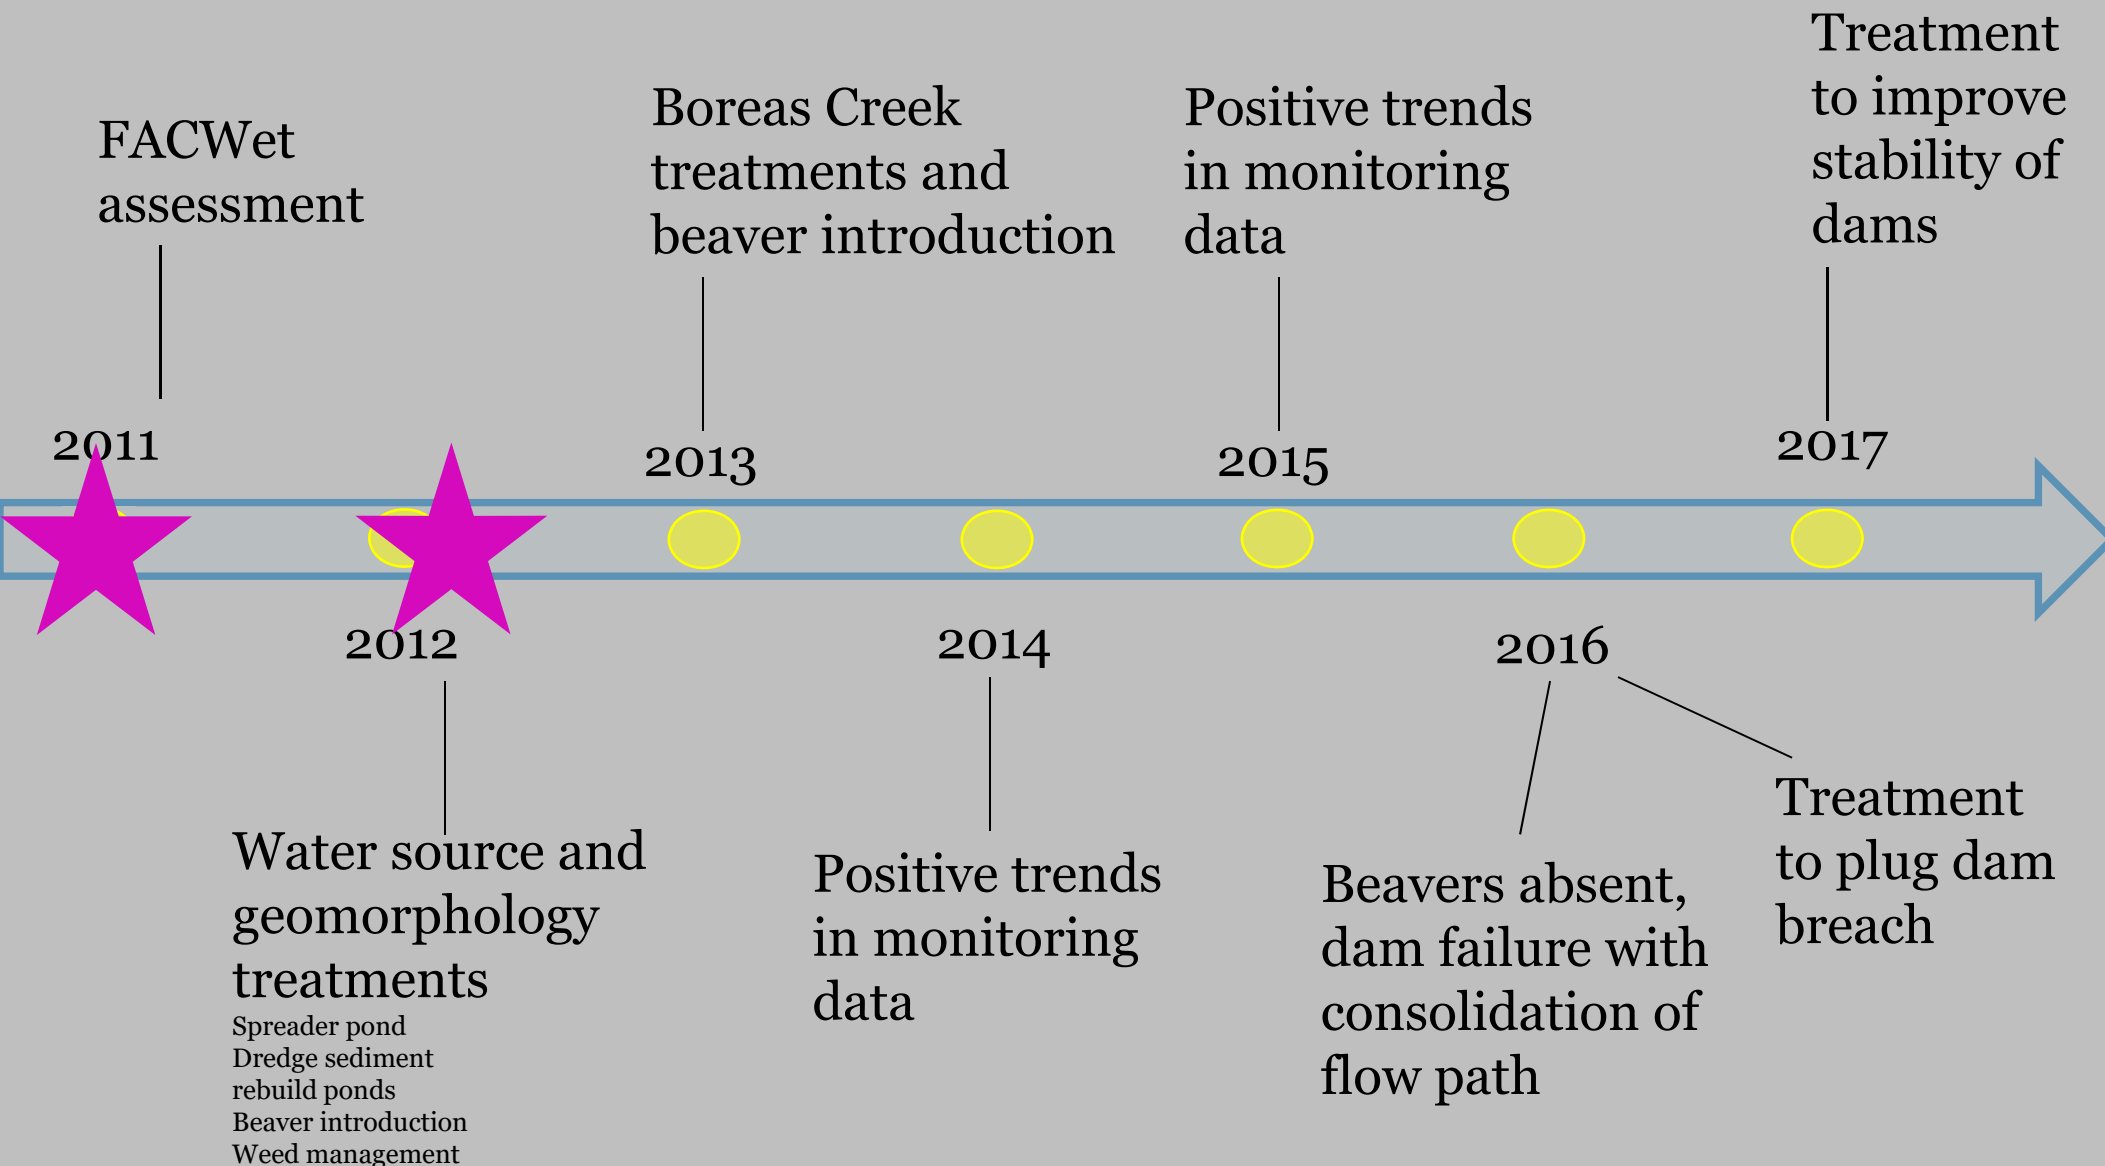 FACWet
assessment
2011
Water source and
geomorphology
treatments
Spreader pond
Dredge sediment
rebuild ponds
Beaver introduction
Weed management
2012
Boreas Creek
treatments and
beaver introduction
2013
2014
Positive trends
in monitoring
data
Positive trends
in monitoring
data
2015
2016
Beavers absent,
dam failure with
consolidation of
flow path
Treatment
to plug dam
breach
Treatment
to improve
stability of
dams
2017